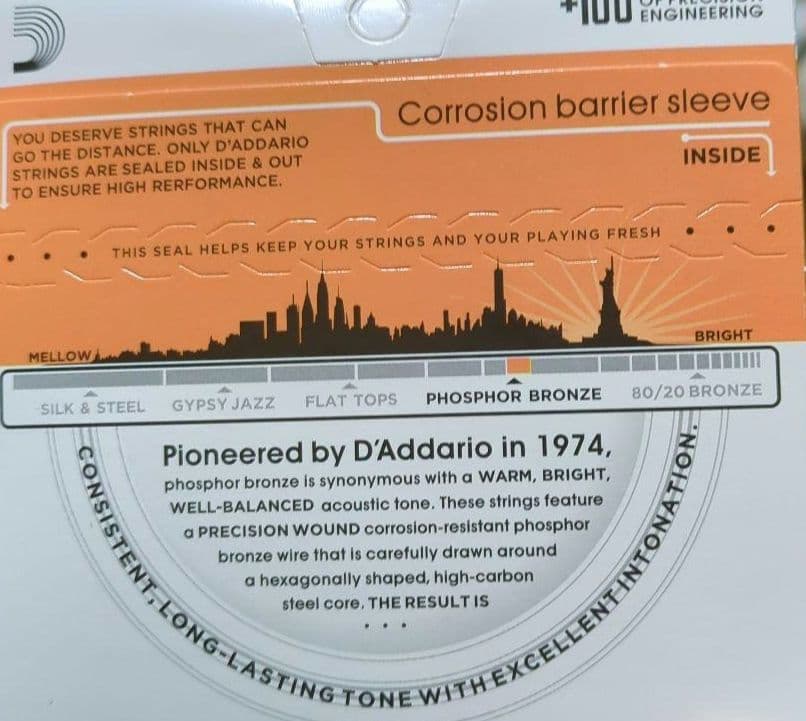 +100
ENGINEERING
Corrosion barrier sleeve
INSIDE
YOU DESERVE STRINGS THAT CAN
GO THE DISTANCE. ONLY D'ADDARIO
STRINGS ARE SEALED INSIDE & OUT
TO ENSURE HIGH RERFORMANCE.
• • • THIS SEAL HELPS KEEP YOUR STRINGS AND YOUR PLAYING FRESH • • •
MELLOW
BRIGHT
SILK & STEEL GYPSY JAZZ FLAT TOPS PHOSPHOR BRONZE 80/20 BRONZE
Pioneered by D'Addario in 1974,
phosphor bronze is synonymous with a WARM, BRIGHT,
WELL-BALANCED acoustic tone. These strings feature
a PRECISION WOUND corrosion-resistant phosphor
bronze wire that is carefully drawn around
a hexagonally shaped, high-carbon
steel core. THE RESULT IS
• • •
CONSISTENT, LONG-LASTING TONE WITH EXCELLENT INTONATION.